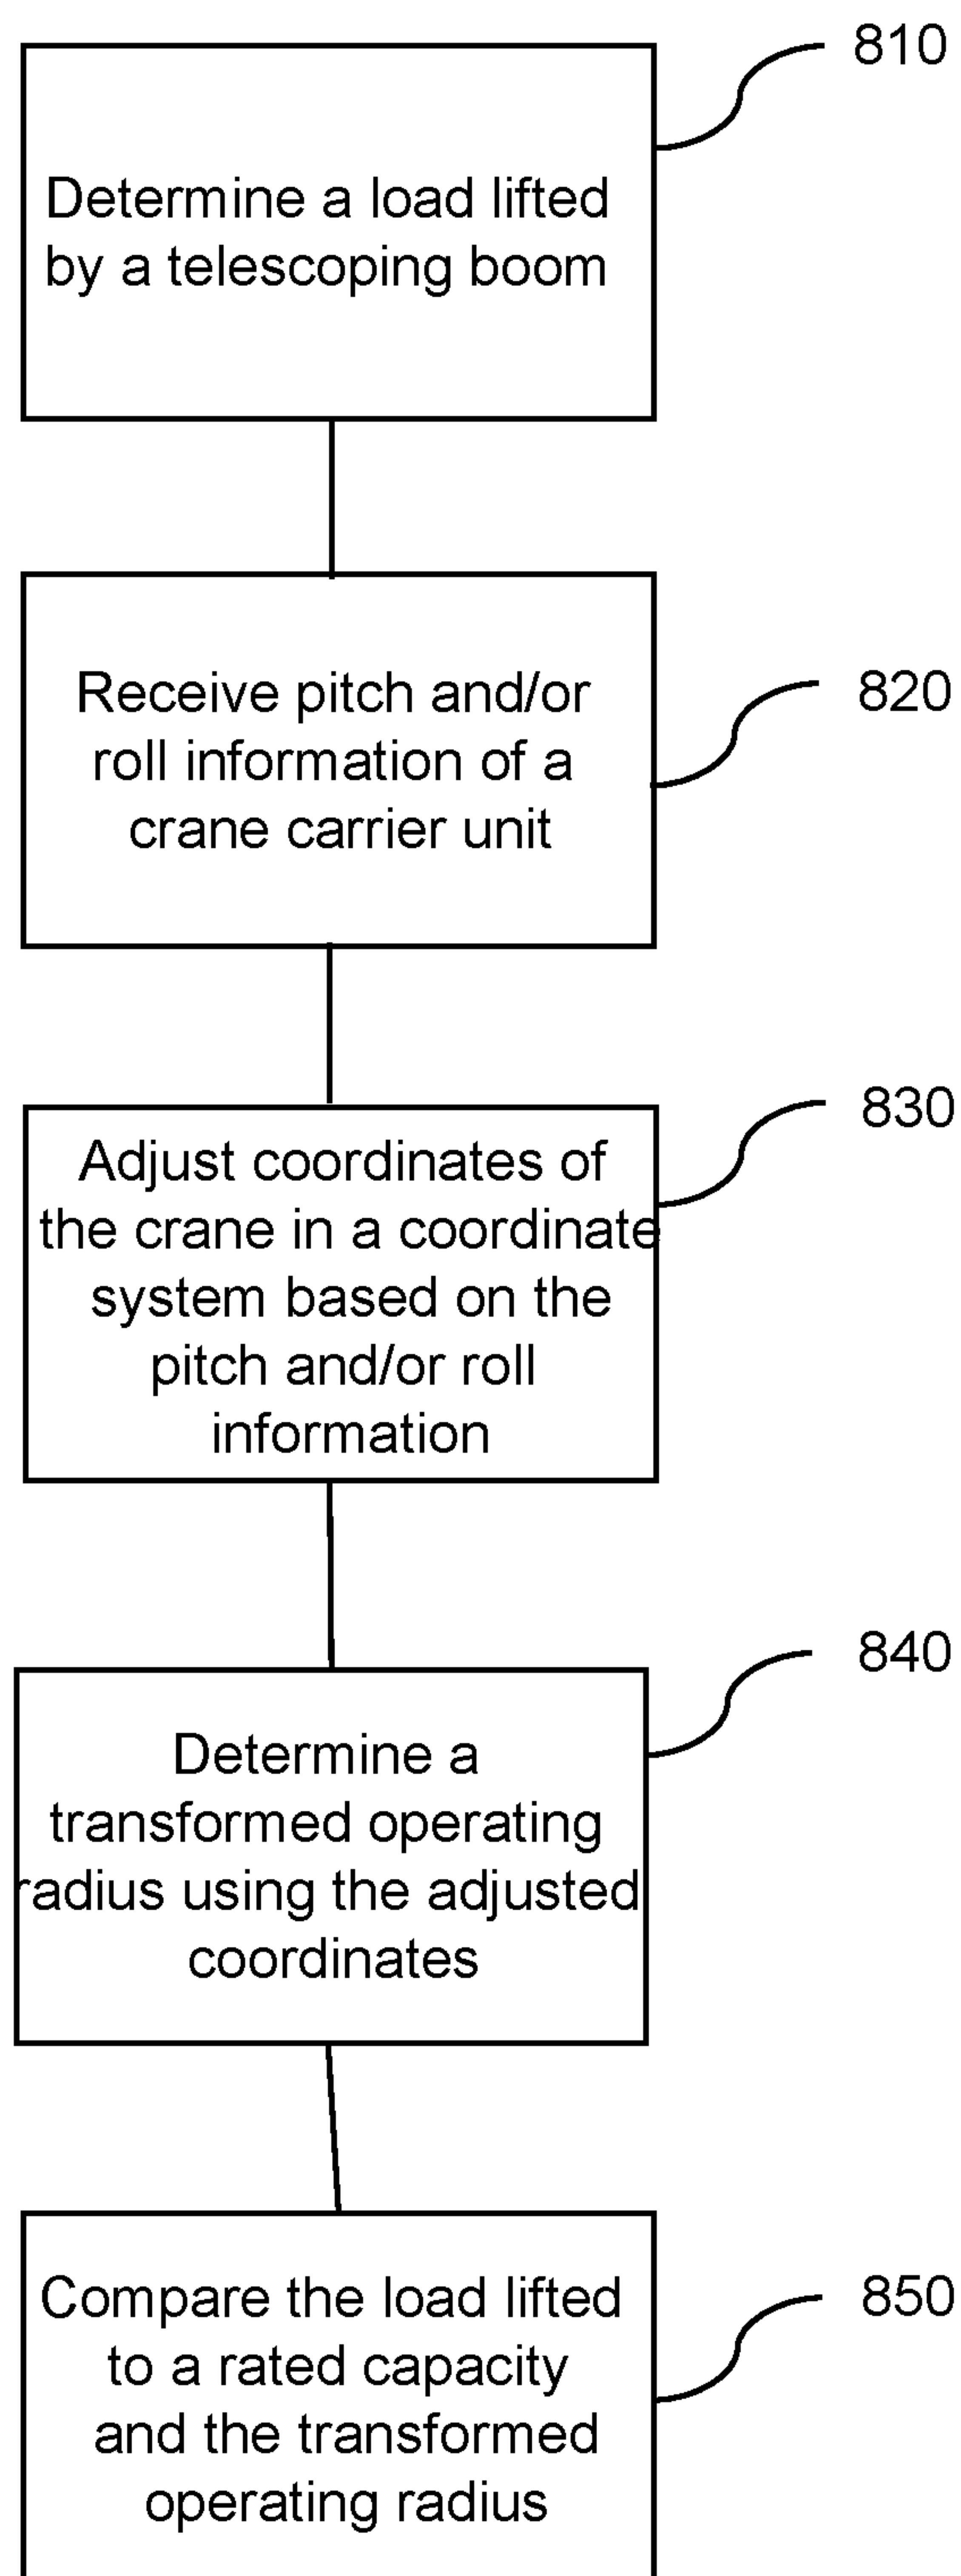 810
Determine a load lifted
by a telescoping boom
820
Receive pitch and/or
roll information of a
crane carrier unit
830
Adjust coordinates of
the crane in a coordinate
system based on the
pitch and/or roll
information
840
Determine a
transformed operating
radius using the adjusted
coordinates
850
Compare the load lifted
to a rated capacity
and the transformed
operating radius